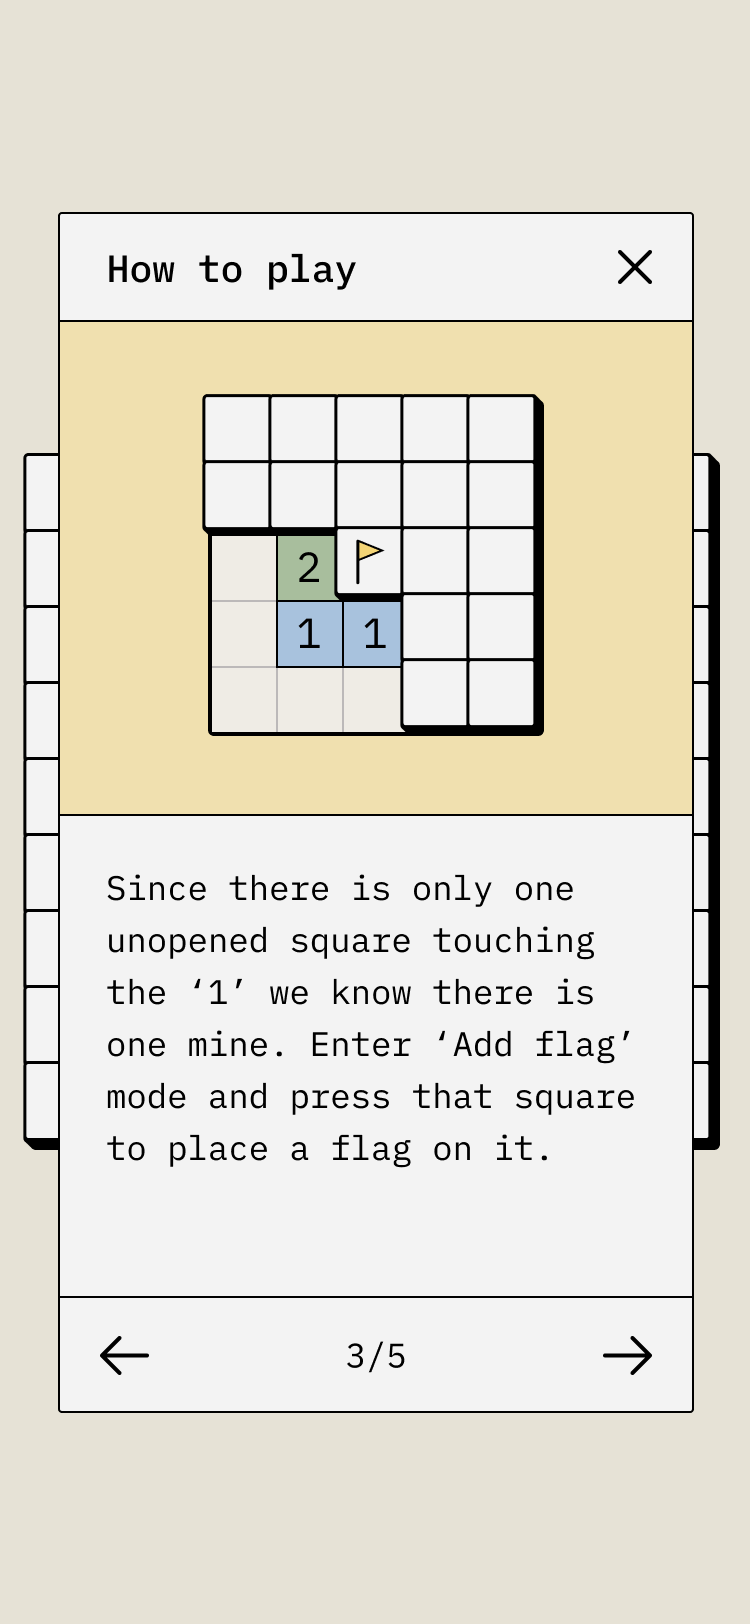 How to play
2
1 1
Since there is only one
unopened square touching
the ‘1’ we know there is
one mine. Enter ‘Add flag’
mode and press that square
to place a flag on it.
3/5